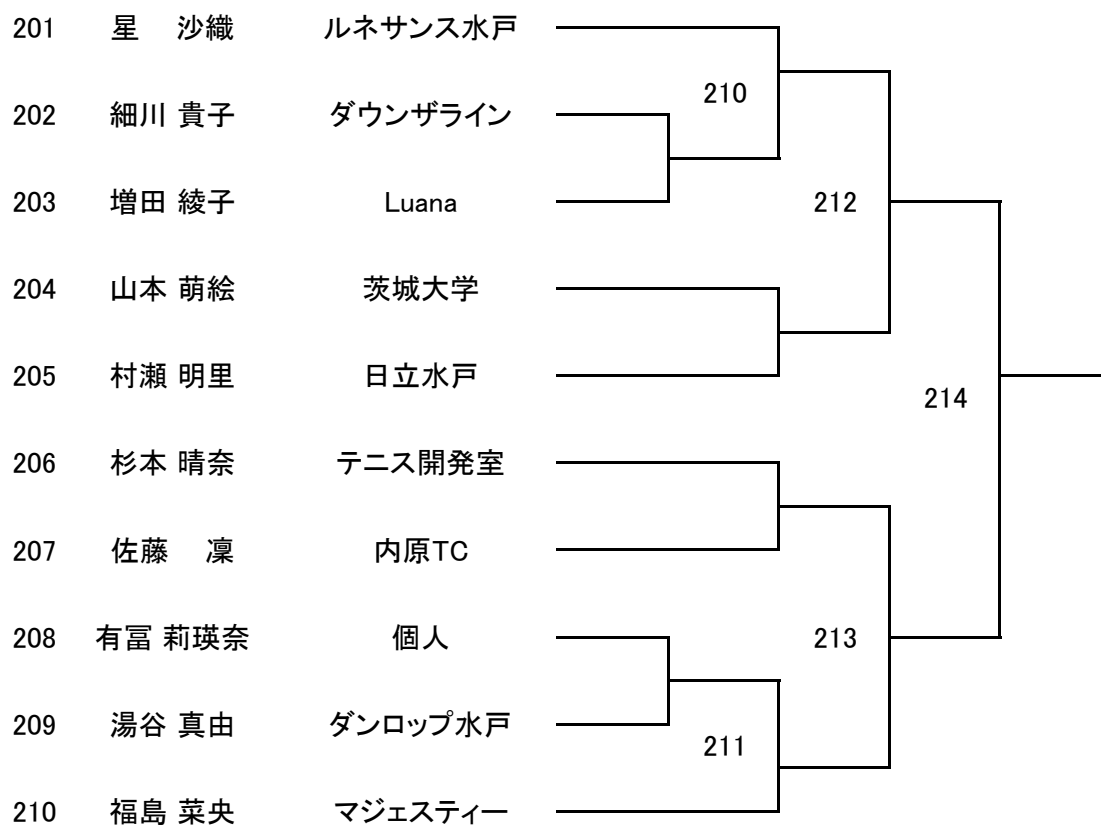 201 星　沙織 ルネサンス水戸
210
202 細川 貴子 ダウンザライン
203 増田 綾子 Luana
212
204 山本 萌絵 茨城大学
205 村瀬 明里 日立水戸
214
206 杉本 晴奈 テニス開発室
207 佐藤　凜 内原TC
208 有冨 莉瑛奈 個人
213
209 湯谷 真由 ダンロップ水戸
211
210 福島 菜央 マジェスティー